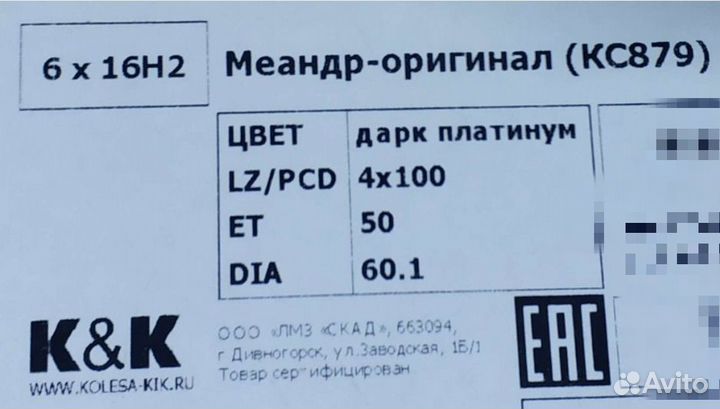 6 x 16H2
Меандр-оригинал (КС879)
ЦВЕТ дарк платинум
LZ/PCD 4x100
ET 50
DIA 60.1
K&K
WWW.KOLESA-KIK.RU
ООО «ЛМЗ «СКАД», 663094,
г Дивногорск, ул.Заводская, 1Б/1
Товар сертифицирован
EAC
Avito